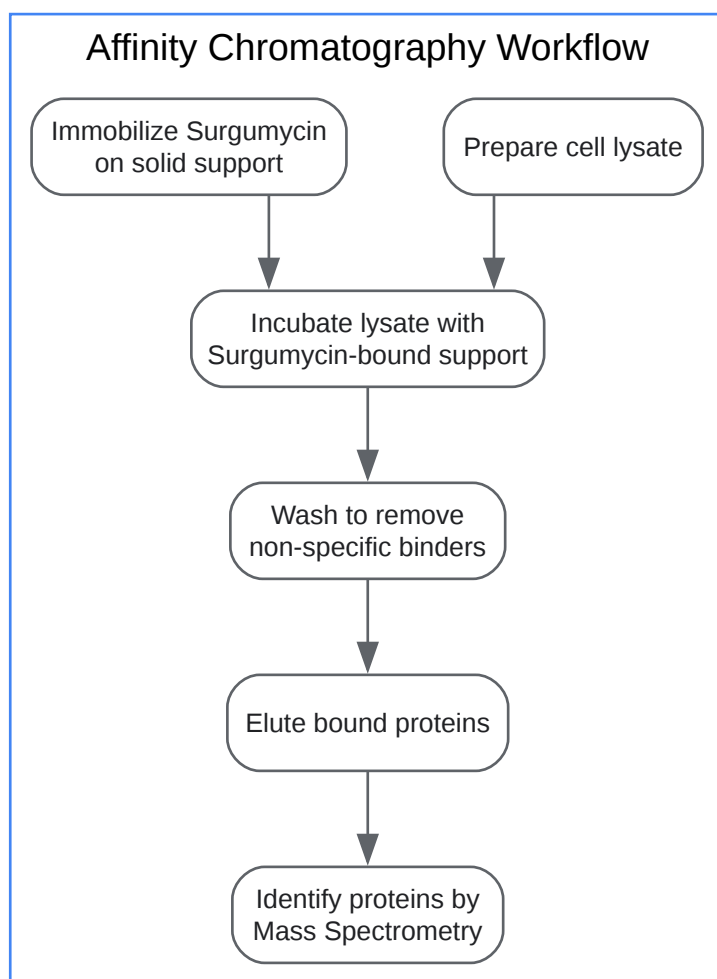 Affinity Chromatography Workflow
Immobilize Surgumycin
on solid support
Prepare cell lysate
Incubate lysate with
Surgumycin-bound support
Wash to remove
non-specific binders
Elute bound proteins
Identify proteins by
Mass Spectrometry